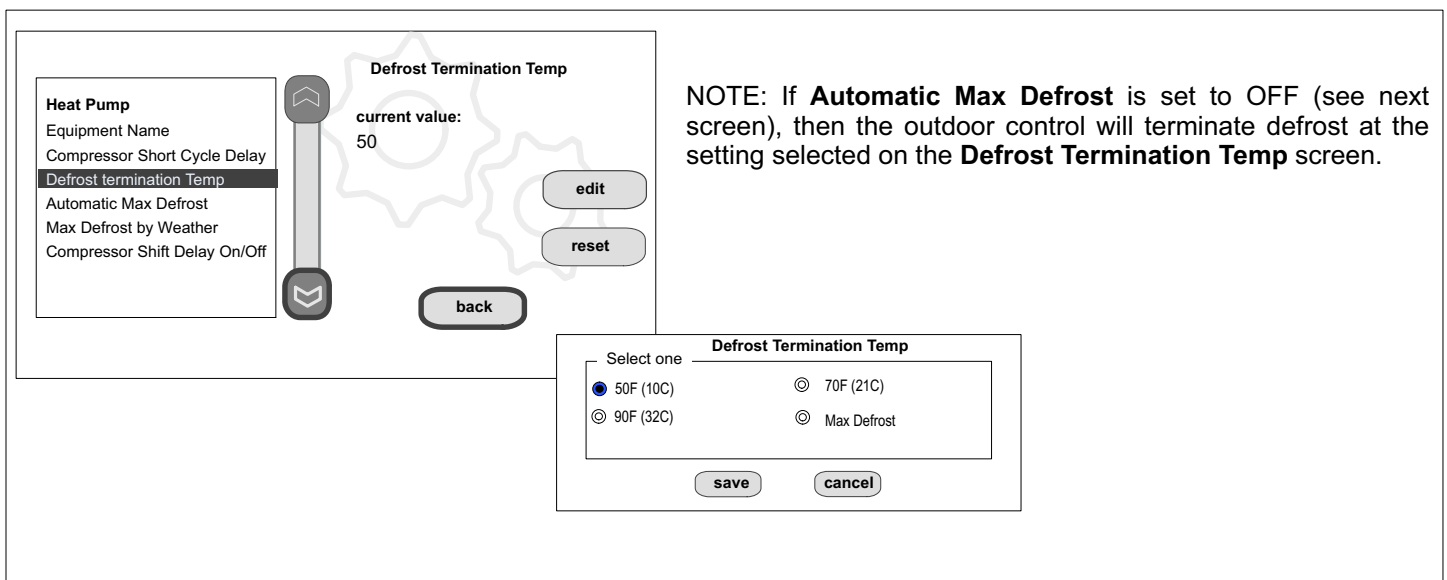 Heat Pump
Equipment Name
Compressor Short Cycle Delay
Defrost termination Temp
Automatic Max Defrost
Max Defrost by Weather
Compressor Shift Delay On/Off
Defrost Termination Temp
current value:
50
edit
reset
back
NOTE: If Automatic Max Defrost is set to OFF (see next
screen), then the outdoor control will terminate defrost at the
setting selected on the Defrost Termination Temp screen.
Defrost Termination Temp
Select one
50F (10C)
70F (21C)
90F (32C)
Max Defrost
save
cancel